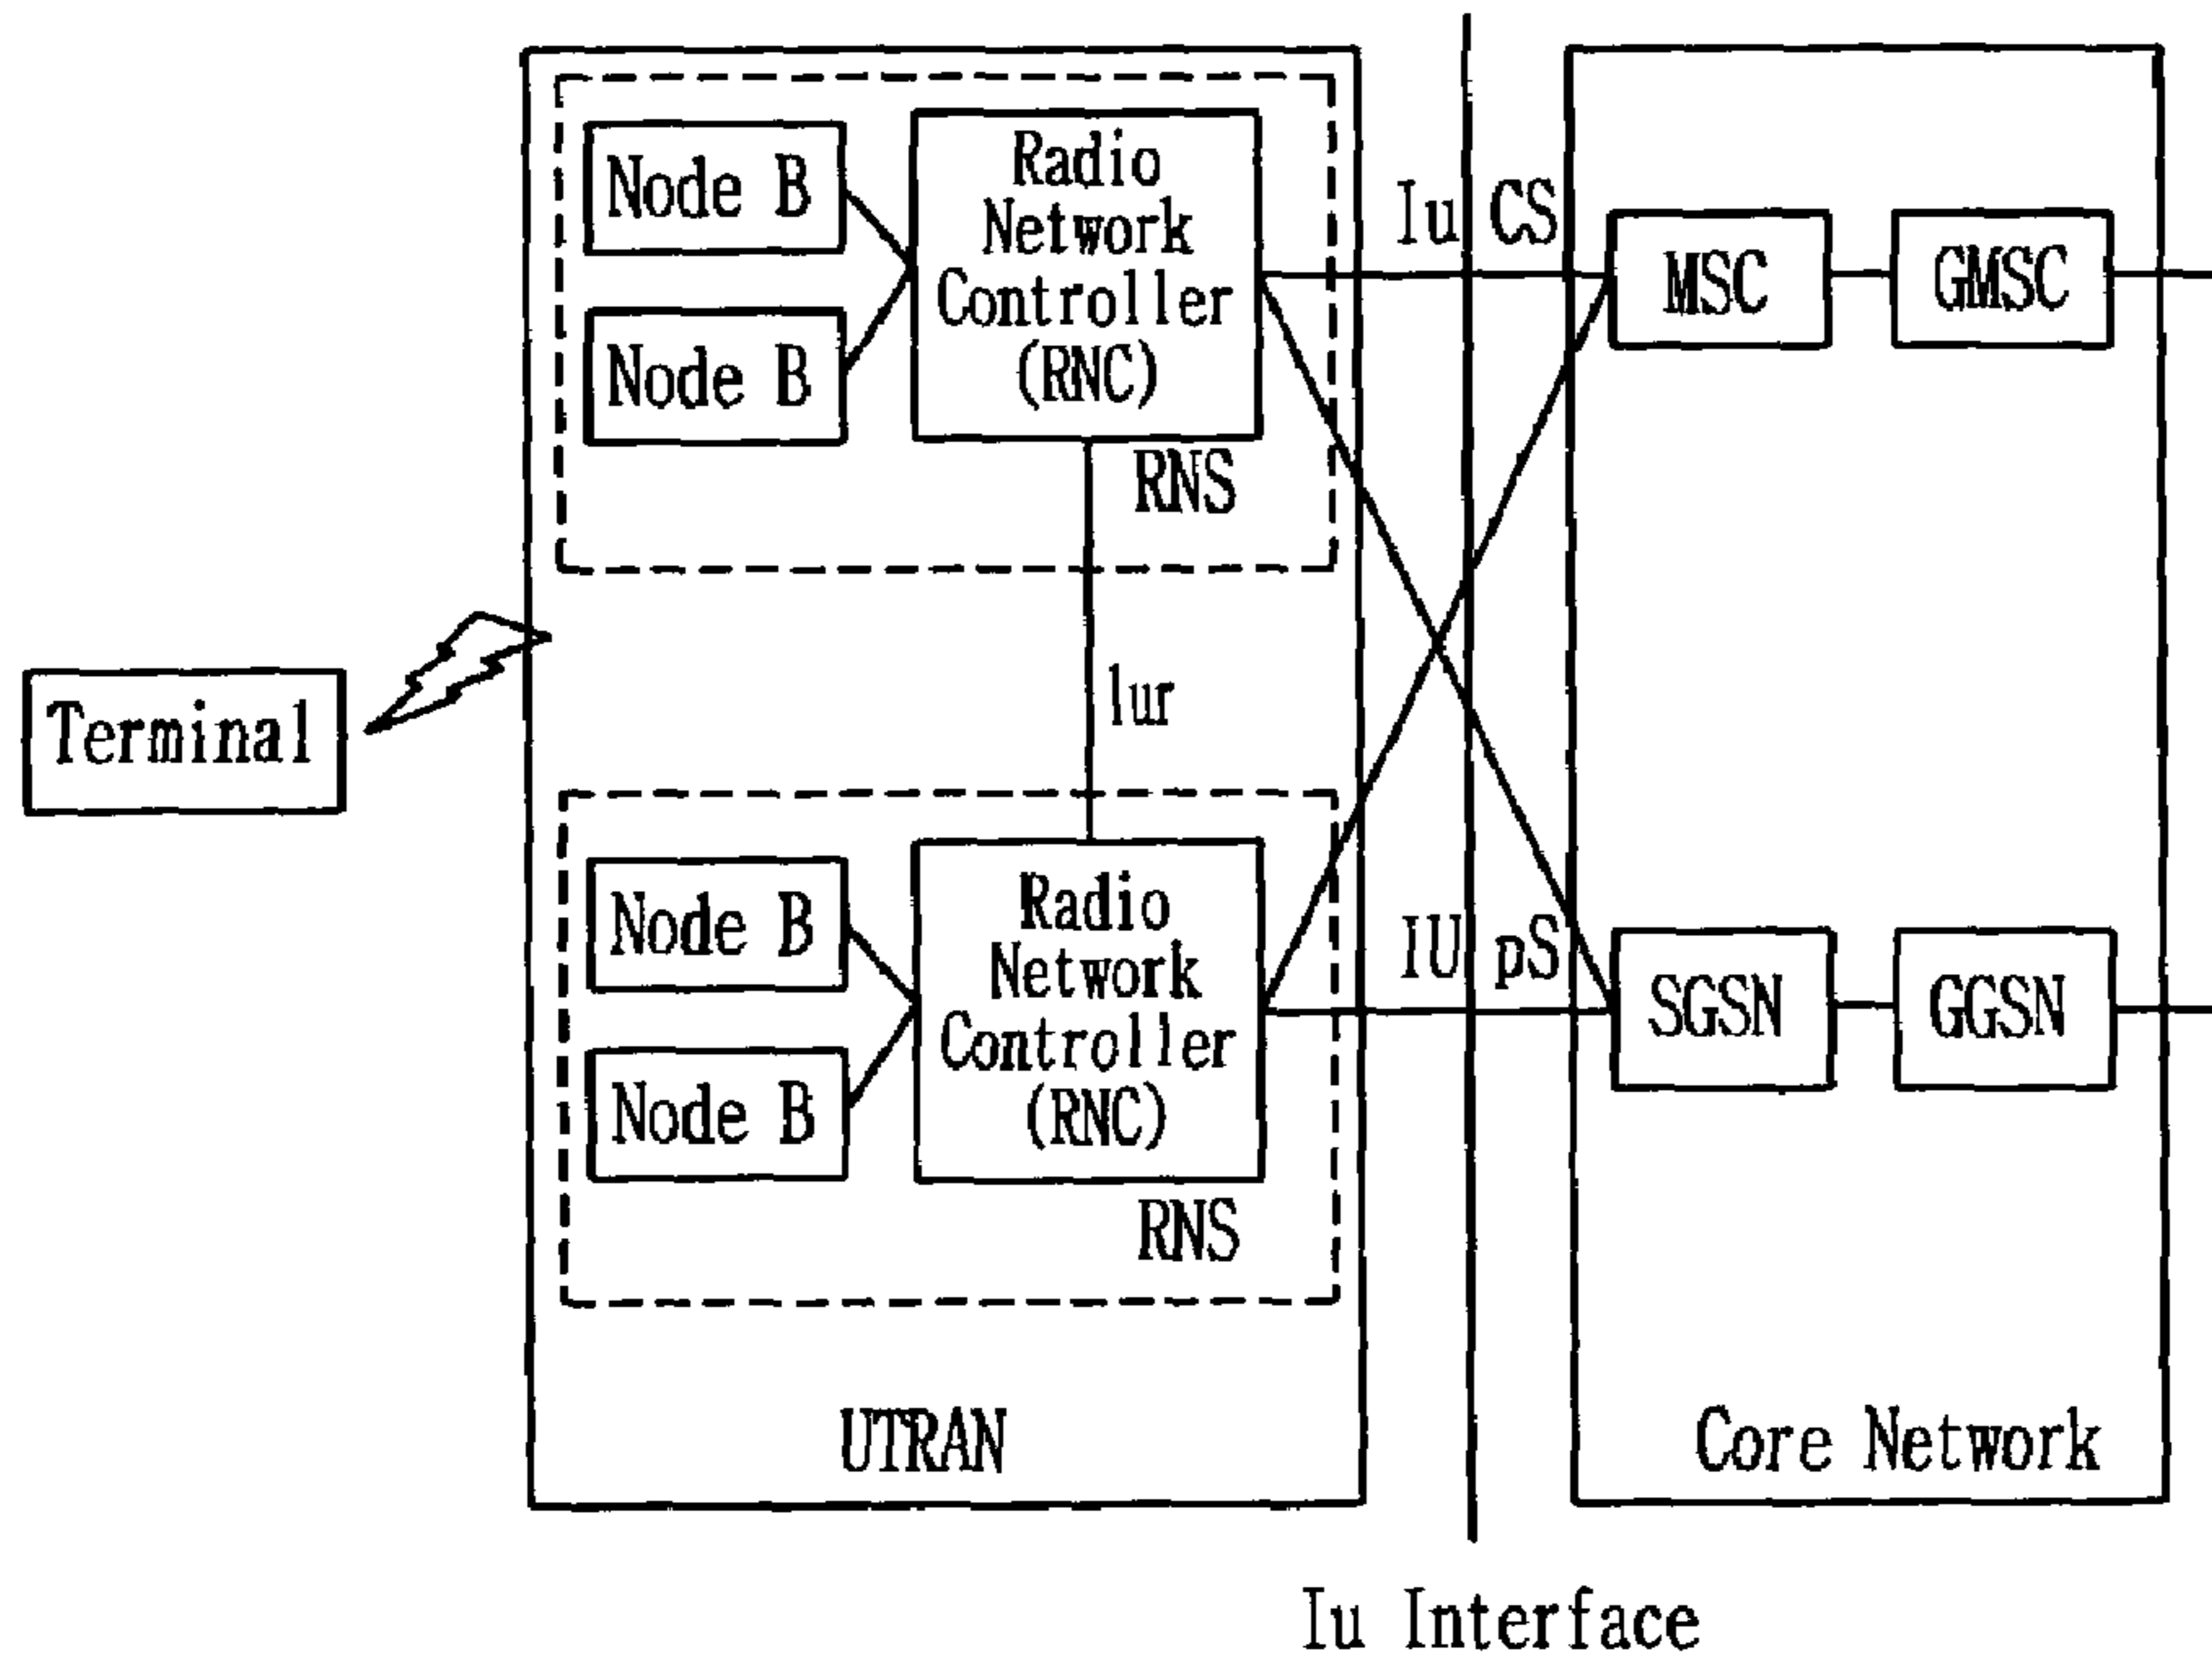 Node B
Node B
Radio
Network
Controller
(RNC)
RNS
Iu CS
MSC
GMSC
Terminal
lur
Node B
Node B
Radio
Network
Controller
(RNC)
RNS
IU pS
SGSN
GGSN
UTRAN
Core Network
Iu Interface